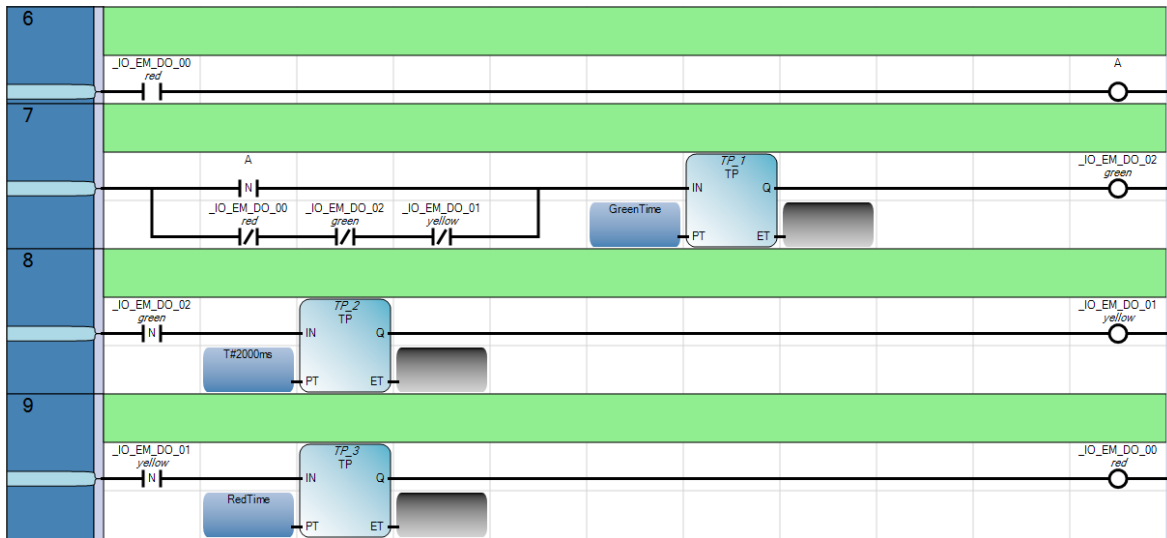 6
_IO_EM_DO_00
red
A
7
A
N
_IO_EM_DO_00
red
_IO_EM_DO_02
green
_IO_EM_DO_01
yellow
GreenTime
TP_1
TP
IN Q
PT ET
_IO_EM_DO_02
green
8
_IO_EM_DO_02
green
N
T#2000ms
TP_2
TP
IN Q
PT ET
_IO_EM_DO_01
yellow
9
_IO_EM_DO_01
yellow
N
RedTime
TP_3
TP
IN Q
PT ET
_IO_EM_DO_00
red